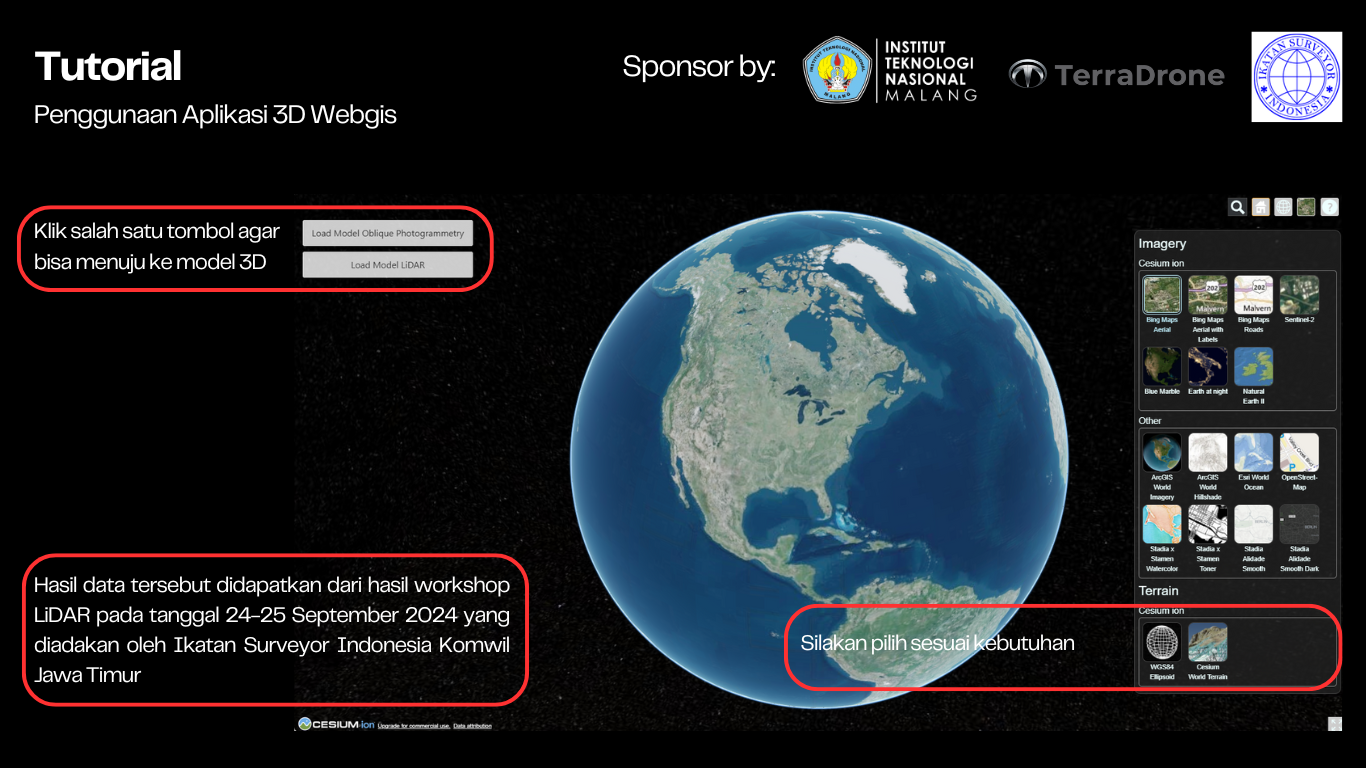 Tutorial
Penggunaan Aplikasi 3D Webgis
Sponsor by:
INSTITUT
TEKNOLOGI
NASIONAL
MALANG
TerraDrone
IKATAN SURVEYOR
INDONESIA
Klik salah satu tombol agar
bisa menuju ke model 3D
Load Model Oblique Photogrammetry
Load Model LiDAR
Imagery
Cesium ion
Bing Maps Aerial
Bing Maps Aerial with Labels
Bing Maps Roads
Sentinel-2
Blue Marble
Earth at night
Natural Earth II
Other
ArcGIS World Imagery
ArcGIS World Hillshade
Esri World Ocean
OpenStreet-Map
Stadia x Stamen Watercolor
Stadia x Stamen Toner
Stadia Alidade Smooth
Stadia Alidade Smooth Dark
Terrain
Cesium ion
WGS84 Ellipsoid
Cesium World Terrain
Hasil data tersebut didapatkan dari hasil workshop
LiDAR pada tanggal 24-25 September 2024 yang
diadakan oleh Ikatan Surveyor Indonesia Komwil
Jawa Timur
Silakan pilih sesuai kebutuhan
CESIUM ion Upgrade for commercial use. Data attribution